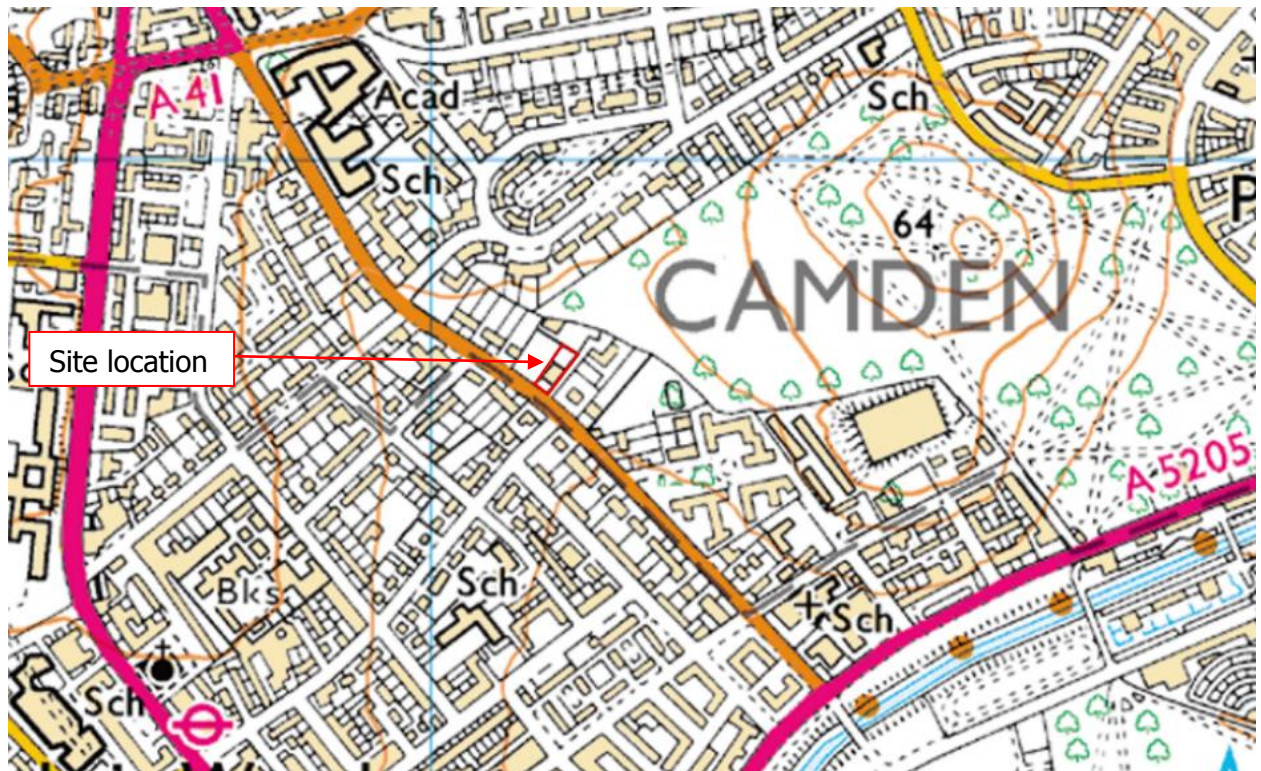 A 41
Acad
Sch
Sch
64
P
CAMDEN
Site location
A 5205
Bks
Sch
Sch
Sch